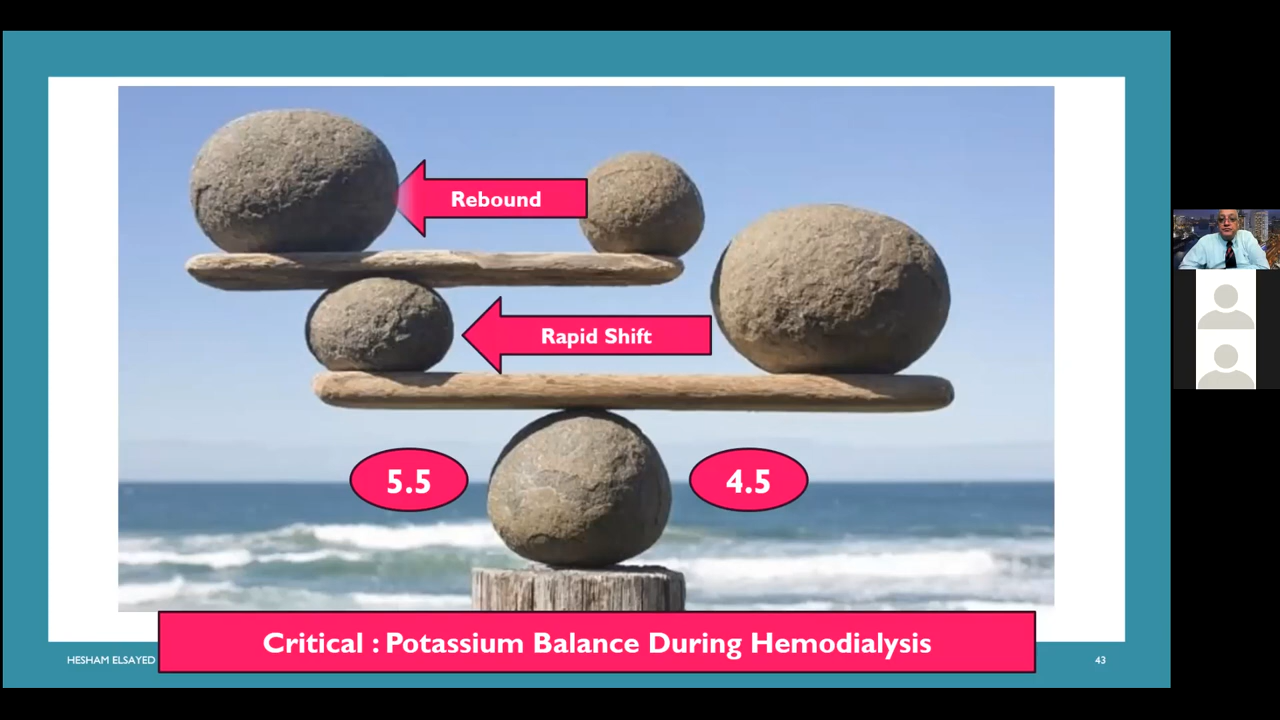 Rebound
Rapid Shift
5.5
4.5
Critical : Potassium Balance During Hemodialysis
HESHAM ELSAYED
43